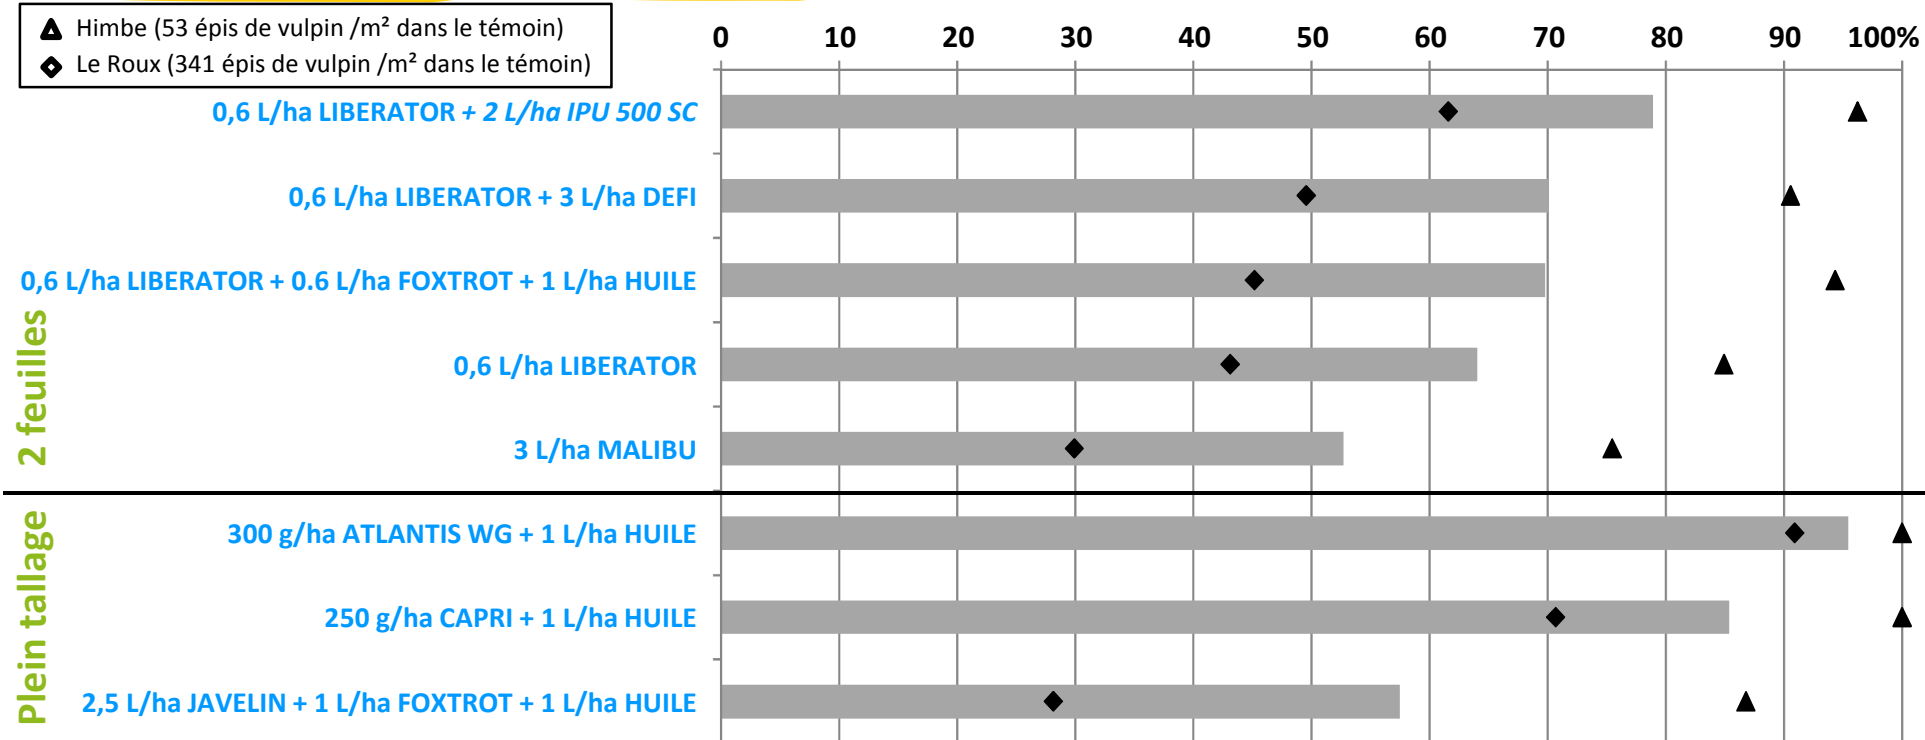 Himbe (53 épis de vulpin /m² dans le témoin)
Le Roux (341 épis de vulpin /m² dans le témoin)
0 10 20 30 40 50 60 70 80 90 100%
0,6 L/ha LIBERATOR + 2 L/ha IPU 500 SC
0,6 L/ha LIBERATOR + 3 L/ha DEFI
0,6 L/ha LIBERATOR + 0.6 L/ha FOXTROT + 1 L/ha HUILE
0,6 L/ha LIBERATOR
3 L/ha MALIBU
2 feuilles
300 g/ha ATLANTIS WG + 1 L/ha HUILE
250 g/ha CAPRI + 1 L/ha HUILE
2,5 L/ha JAVELIN + 1 L/ha FOXTROT + 1 L/ha HUILE
Plein tallage